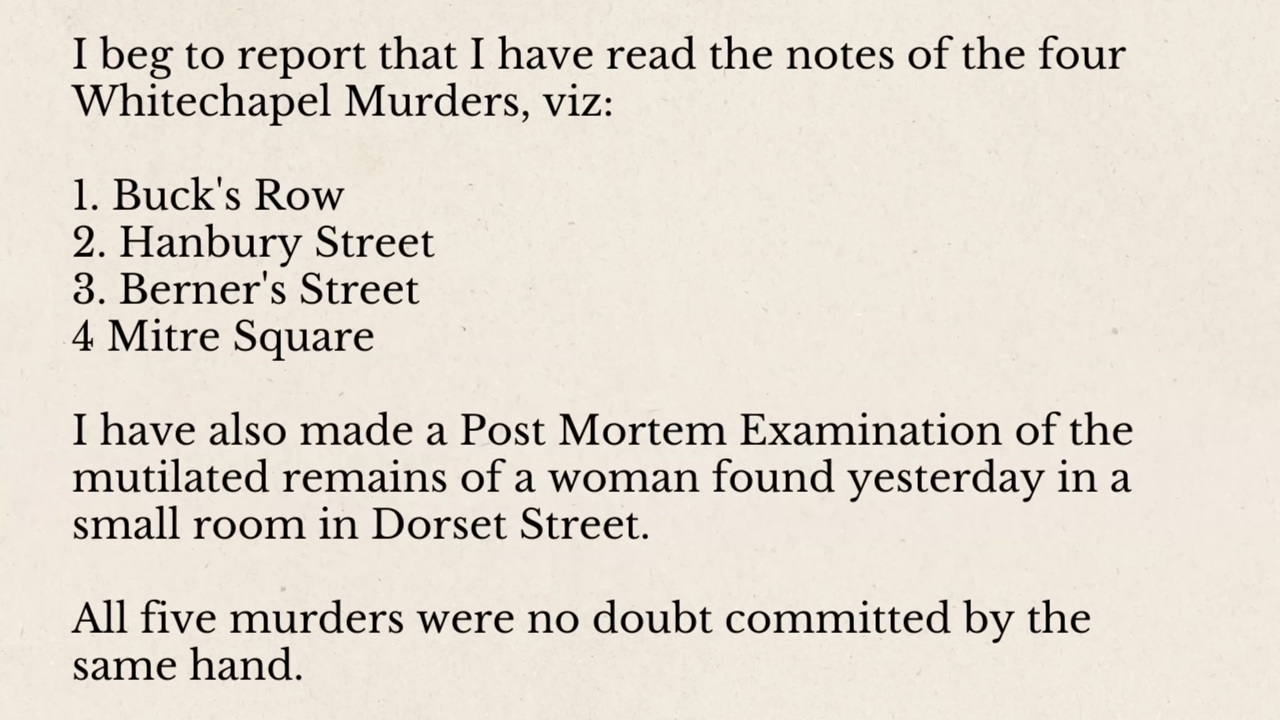 I beg to report that I have read the notes of the four
Whitechapel Murders, viz:
1. Buck's Row
2. Hanbury Street
3. Berner's Street
4 Mitre Square
I have also made a Post Mortem Examination of the
mutilated remains of a woman found yesterday in a
small room in Dorset Street.
All five murders were no doubt committed by the
same hand.